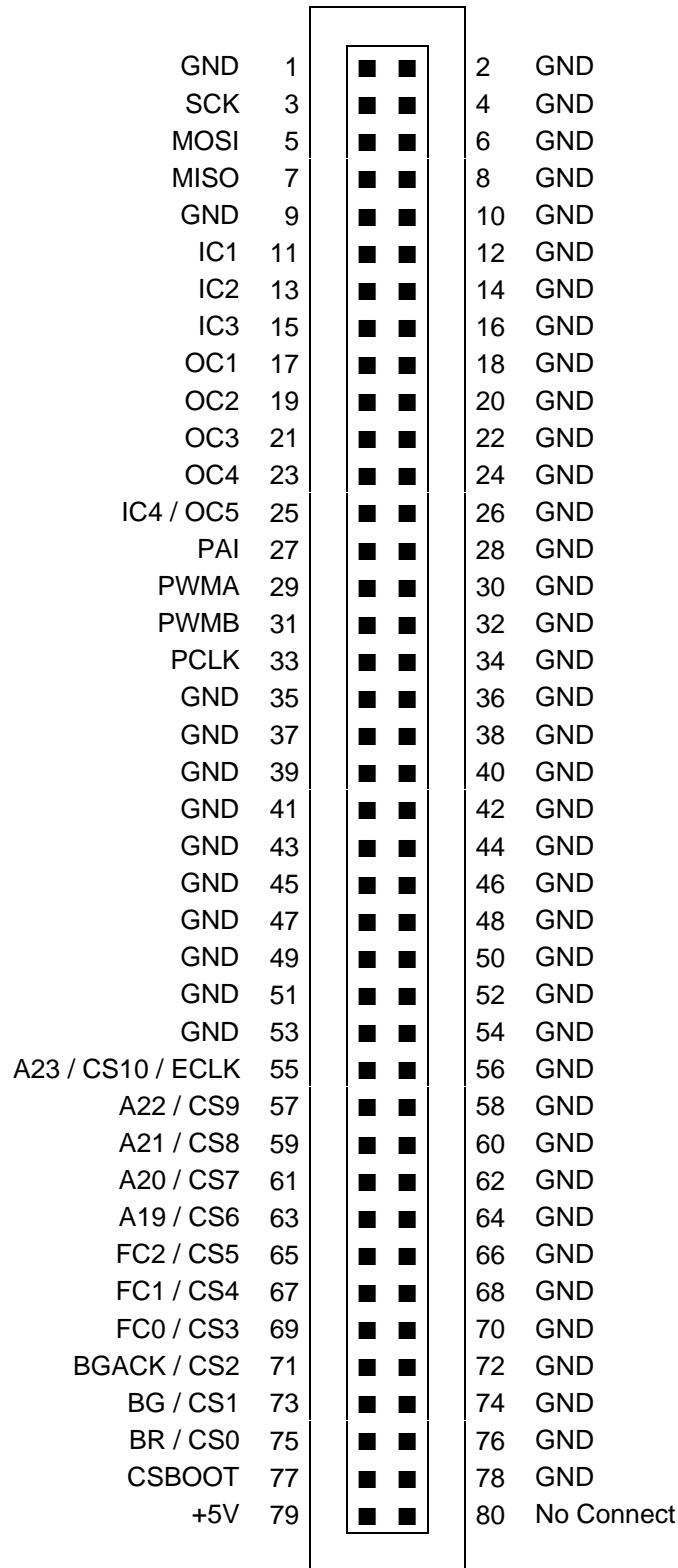 GND 1 2 GND
SCK 3 4 GND
MOSI 5 6 GND
MISO 7 8 GND
GND 9 10 GND
IC1 11 12 GND
IC2 13 14 GND
IC3 15 16 GND
OC1 17 18 GND
OC2 19 20 GND
OC3 21 22 GND
OC4 23 24 GND
IC4 / OC5 25 26 GND
PAI 27 28 GND
PWMA 29 30 GND
PWMB 31 32 GND
PCLK 33 34 GND
GND 35 36 GND
GND 37 38 GND
GND 39 40 GND
GND 41 42 GND
GND 43 44 GND
GND 45 46 GND
GND 47 48 GND
GND 49 50 GND
GND 51 52 GND
GND 53 54 GND
A23 / CS10 / ECLK 55 56 GND
A22 / CS9 57 58 GND
A21 / CS8 59 60 GND
A20 / CS7 61 62 GND
A19 / CS6 63 64 GND
FC2 / CS5 65 66 GND
FC1 / CS4 67 68 GND
FC0 / CS3 69 70 GND
BGACK / CS2 71 72 GND
BG / CS1 73 74 GND
BR / CS0 75 76 GND
CSBOOT 77 78 GND
+5V 79 80 No Connect